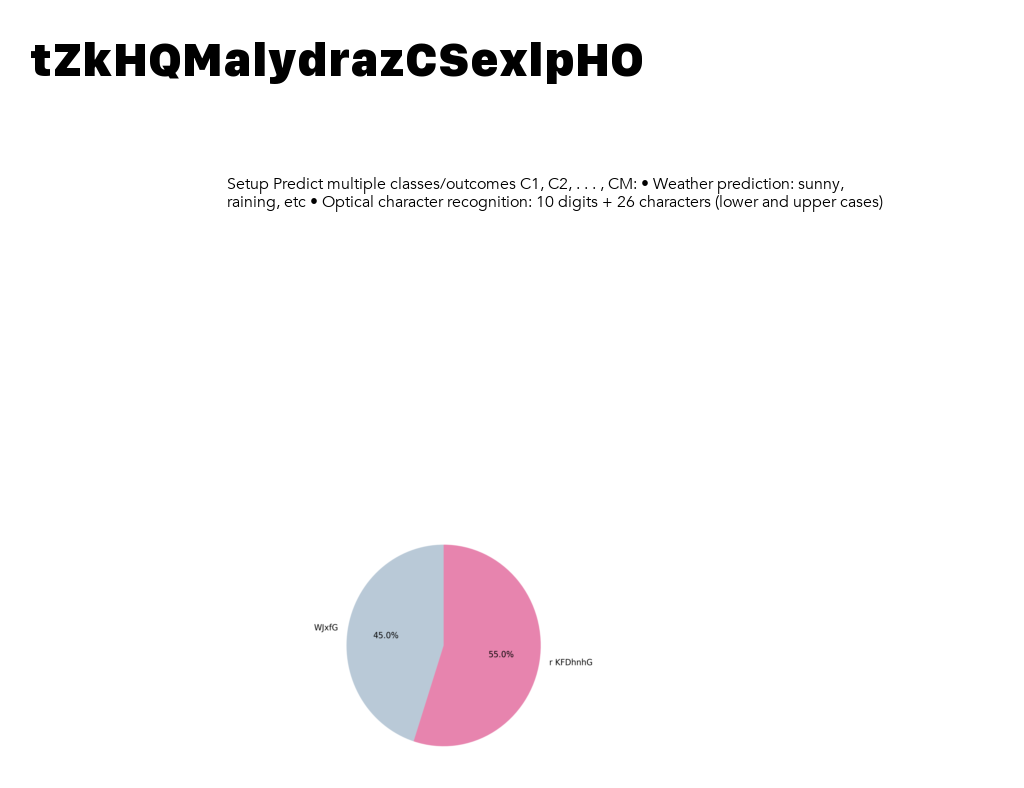 tZkHQMalydrazCSexlpHO
Setup Predict multiple classes/outcomes C1, C2, . . . , CM: • Weather prediction: sunny,
raining, etc • Optical character recognition: 10 digits + 26 characters (lower and upper cases)
WJxfG
45.0%
55.0%
r KFDhnhG